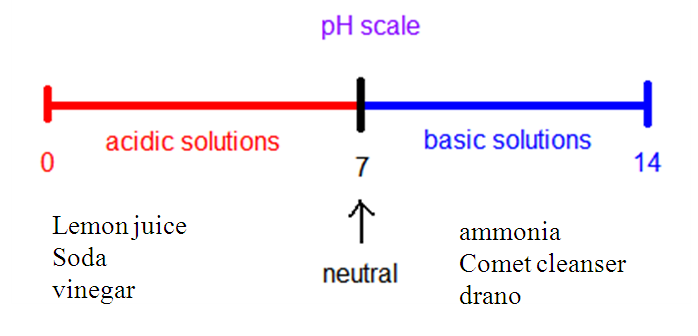 pH scale
acidic solutions
basic solutions
0
7
14
Lemon juice
Soda
vinegar
neutral
ammonia
Comet cleanser
drano